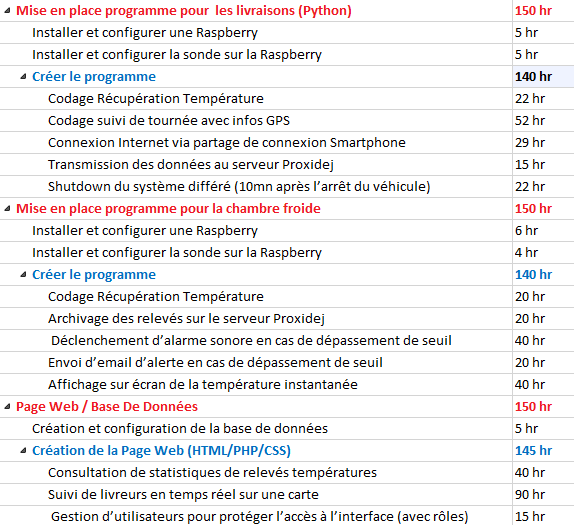 Mise en place programme pour les livraisons (Python) 150 hr
Installer et configurer une Raspberry 5 hr
Installer et configurer la sonde sur la Raspberry 5 hr
Créer le programme 140 hr
Codage Récupération Température 22 hr
Codage suivi de tournée avec infos GPS 52 hr
Connexion Internet via partage de connexion Smartphone 29 hr
Transmission des données au serveur Proxidej 15 hr
Shutdown du système différé (10mn après l’arrêt du véhicule) 22 hr
Mise en place programme pour la chambre froide 150 hr
Installer et configurer une Raspberry 6 hr
Installer et configurer la sonde sur la Raspberry 4 hr
Créer le programme 140 hr
Codage Récupération Température 20 hr
Archivage des relevés sur le serveur Proxidej 20 hr
Déclenchement d’alarme sonore en cas de dépassement de seuil 40 hr
Envoi d’email d’alerte en cas de dépassement de seuil 20 hr
Affichage sur écran de la température instantanée 40 hr
Page Web / Base De Données 150 hr
Création et configuration de la base de données 5 hr
Création de la Page Web (HTML/PHP/CSS) 145 hr
Consultation de statistiques de relevés températures 40 hr
Suivi de livreurs en temps réel sur une carte 90 hr
Gestion d’utilisateurs pour protéger l’accès à l’interface (avec rôles) 15 hr